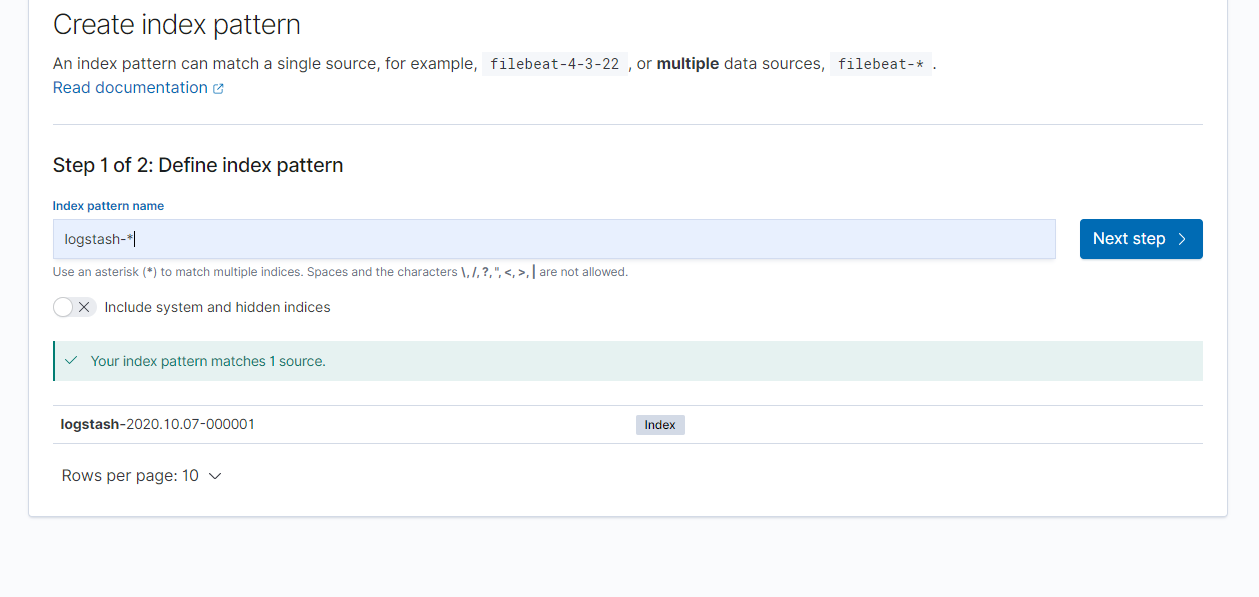 Create index pattern
An index pattern can match a single source, for example, filebeat-4-3-22 , or multiple data sources, filebeat-* .
Read documentation
Step 1 of 2: Define index pattern
Index pattern name
logstash-*
Next step
Use an asterisk (*) to match multiple indices. Spaces and the characters \, /, ?, ", <, >, | are not allowed.
Include system and hidden indices
Your index pattern matches 1 source.
logstash-2020.10.07-000001 Index
Rows per page: 10